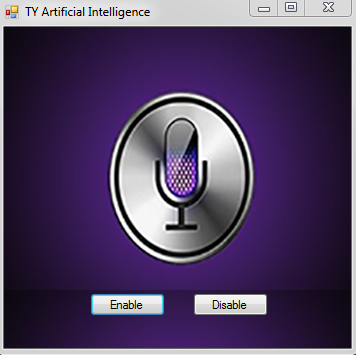 TY Artificial Intelligence
Enable
Disable